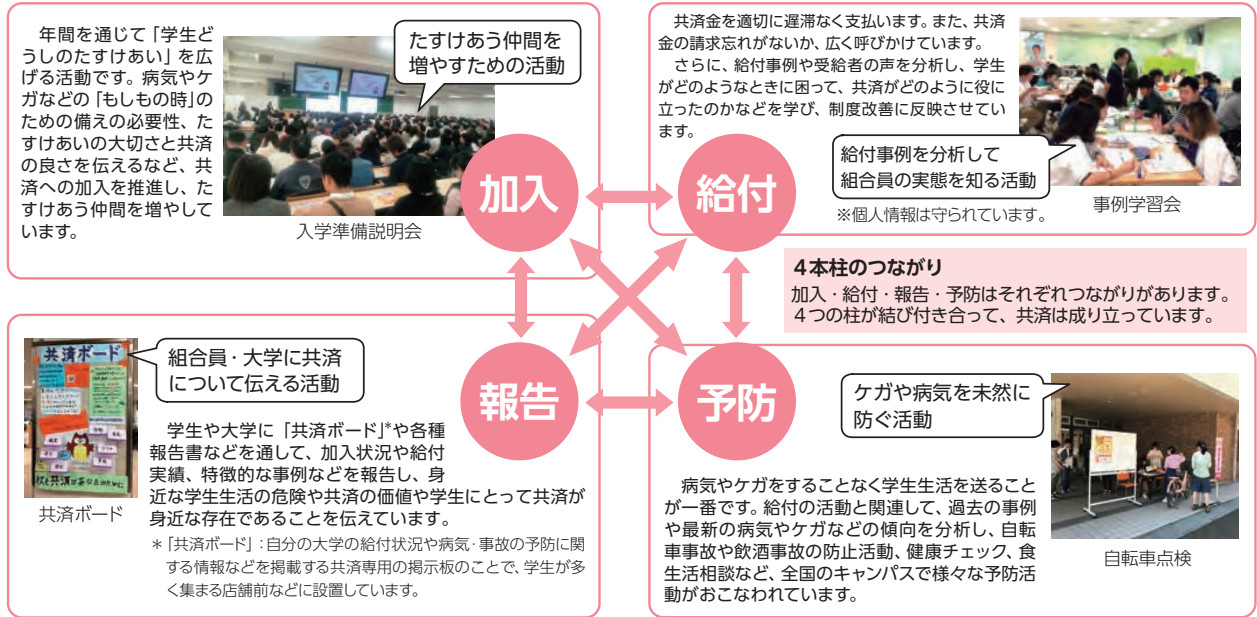 年間を通じて「学生ど
うしのたすけあい」を広
げる活動です。病気やケ
ガなどの「もしもの時」の
ための備えの必要性、た
すけあいの大切さと共済
の良さを伝えるなど、共
済への加入を推進し、た
すけあう仲間を増やして
います。
たすけあう仲間を
増やすための活動
入学準備説明会
加入
共済金を適切に遅滞なく支払います。また、共済
金の請求忘れがないか、広く呼びかけています。
さらに、給付事例や受給者の声を分析し、学生
がどのようなときに困って、共済がどのように役に
立ったのかなどを学び、制度改善に反映させてい
ます。
給付事例を分析して
組合員の実態を知る活動
※個人情報は守られています。
事例学習会
給付
4本柱のつながり
加入・給付・報告・予防はそれぞれつながりがあります。
4つの柱が結び付き合って、共済は成り立っています。
共済ボード
組合員・大学に共済
について伝える活動
報告
共済ボード
学生や大学に「共済ボード」*や各種
報告書などを通して、加入状況や給付
実績、特徴的な事例などを報告し、身
近な学生生活の危険や共済の価値や学生にとって共済が
身近な存在であることを伝えています。
*「共済ボード」:自分の大学の給付状況や病気・事故の予防に関
する情報などを掲載する共済専用の掲示板のことで、学生が多
く集まる店舗前などに設置しています。
予防
ケガや病気を未然に
防ぐ活動
病気やケガをすることなく学生生活を送ること
が一番です。給付の活動と関連して、過去の事例
や最新の病気やケガなどの傾向を分析し、自転
車事故や飲酒事故の防止活動、健康チェック、食
生活相談など、全国のキャンパスで様々な予防活
動がおこなわれています。
自転車点検